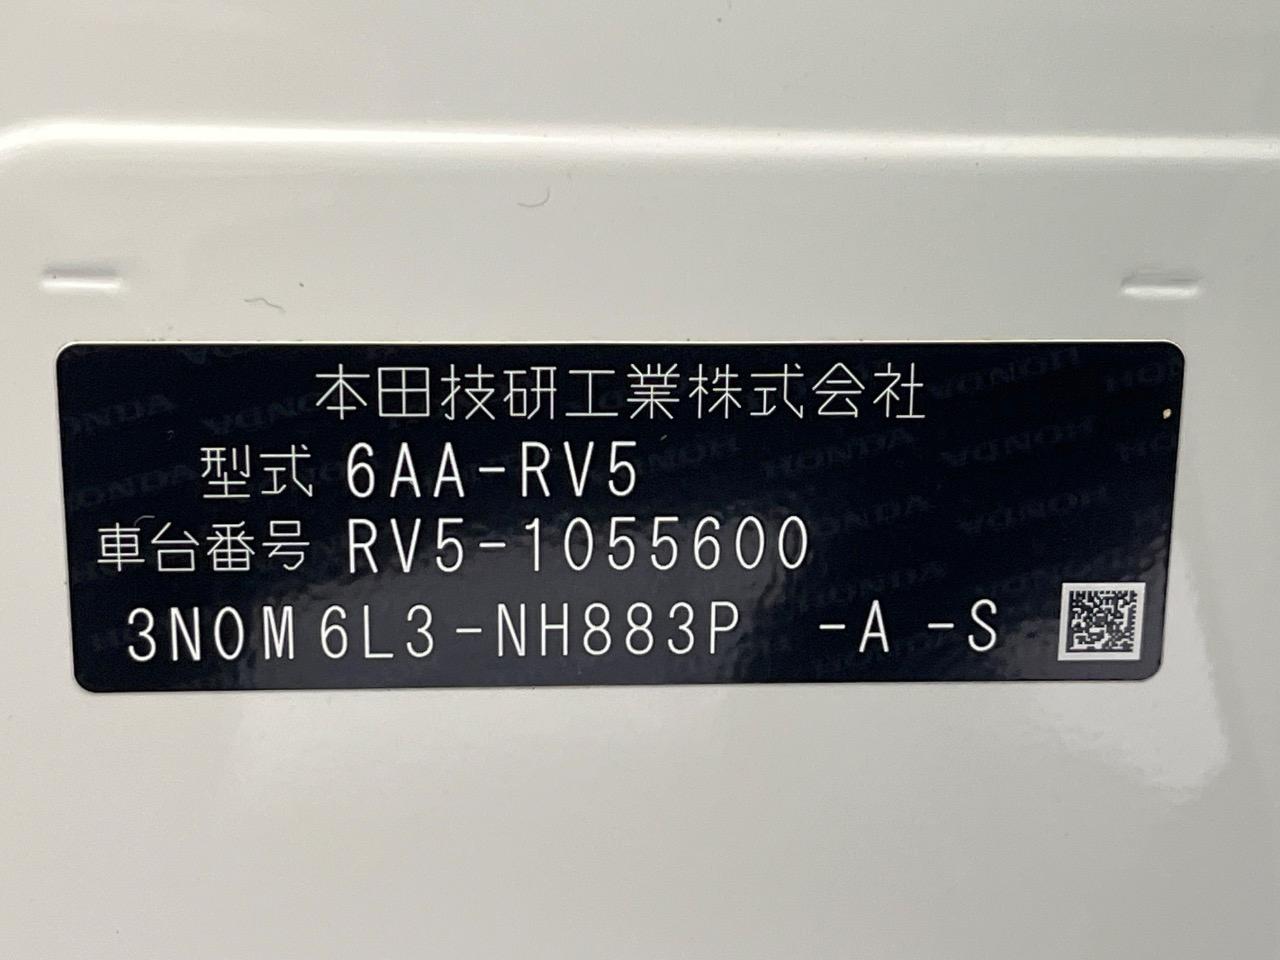 本田技研工業株式会社
型式 6AA-RV5
車台番号 RV5-1055600
3N0M6L3-NH883P -A -S